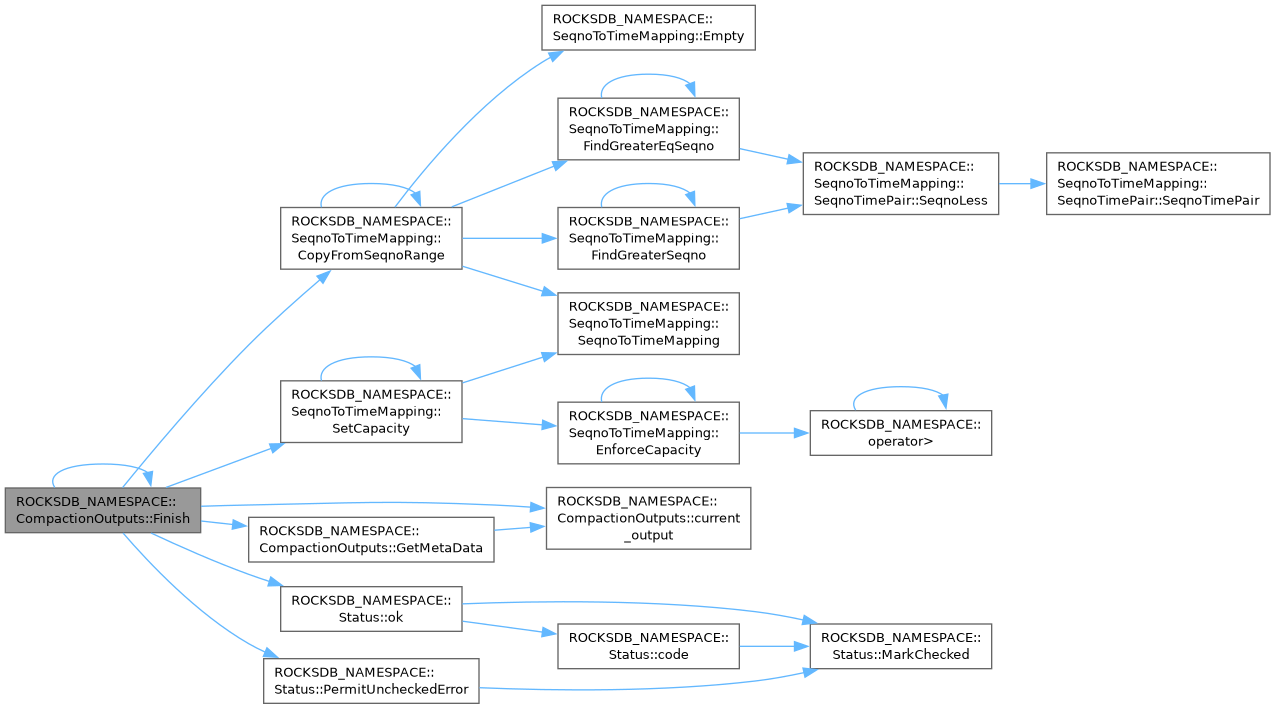 ROCKSDB_NAMESPACE::
SeqnoToTimeMapping::Empty
ROCKSDB_NAMESPACE::
SeqnoToTimeMapping::
FindGreaterEqSeqno
ROCKSDB_NAMESPACE::
SeqnoToTimeMapping::
SeqnoTimePair::SeqnoLess
ROCKSDB_NAMESPACE::
SeqnoToTimeMapping::
SeqnoTimePair::SeqnoTimePair
ROCKSDB_NAMESPACE::
SeqnoToTimeMapping::
CopyFromSeqnoRange
ROCKSDB_NAMESPACE::
SeqnoToTimeMapping::
FindGreaterSeqno
ROCKSDB_NAMESPACE::
SeqnoToTimeMapping::
SeqnoToTimeMapping
ROCKSDB_NAMESPACE::
SeqnoToTimeMapping::
SetCapacity
ROCKSDB_NAMESPACE::
SeqnoToTimeMapping::
EnforceCapacity
ROCKSDB_NAMESPACE::
operator>
ROCKSDB_NAMESPACE::
CompactionOutputs::Finish
ROCKSDB_NAMESPACE::
CompactionOutputs::current
_output
ROCKSDB_NAMESPACE::
CompactionOutputs::GetMetaData
ROCKSDB_NAMESPACE::
Status::ok
ROCKSDB_NAMESPACE::
Status::code
ROCKSDB_NAMESPACE::
Status::MarkChecked
ROCKSDB_NAMESPACE::
Status::PermitUncheckedError